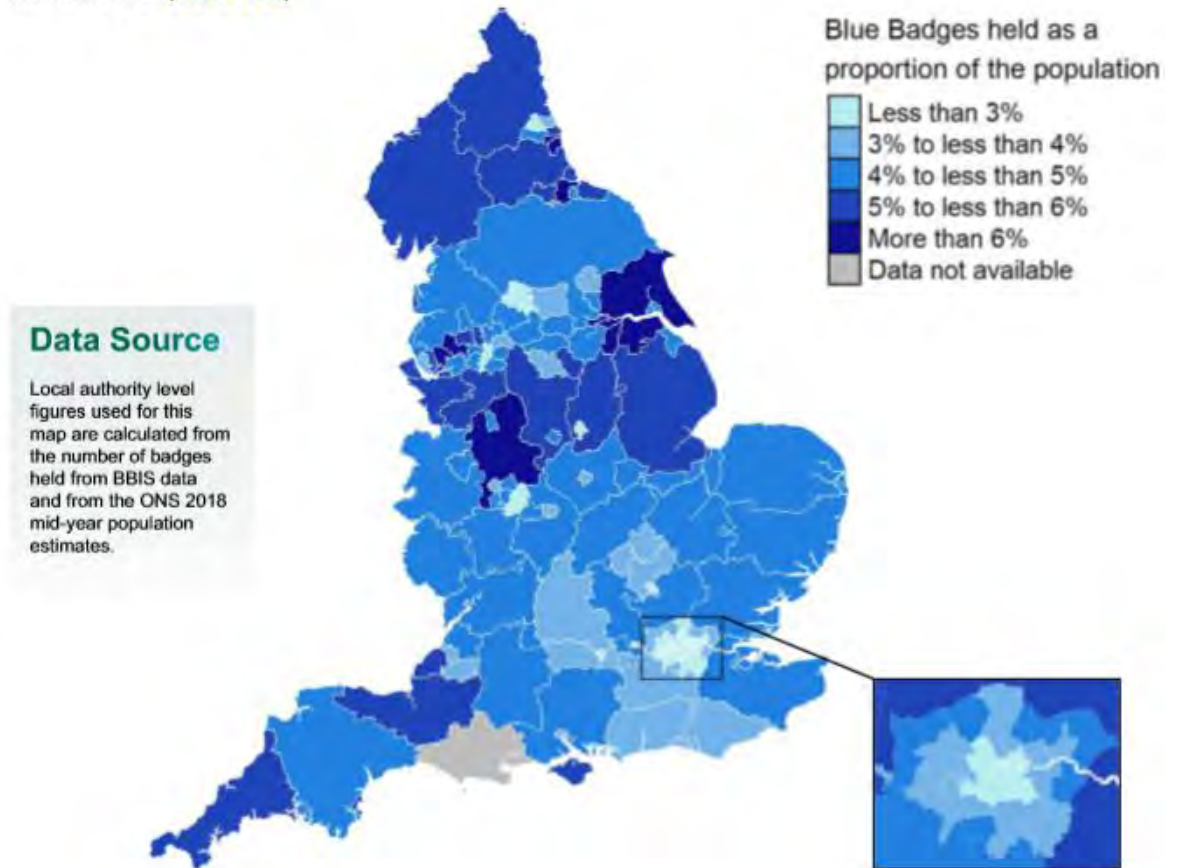 Blue Badges held as a
proportion of the population
Less than 3%
3% to less than 4%
4% to less than 5%
5% to less than 6%
More than 6%
Data not available
Data Source
Local authority level
figures used for this
map are calculated from
the number of badges
held from BBIS data
and from the ONS 2018
mid-year population
estimates.